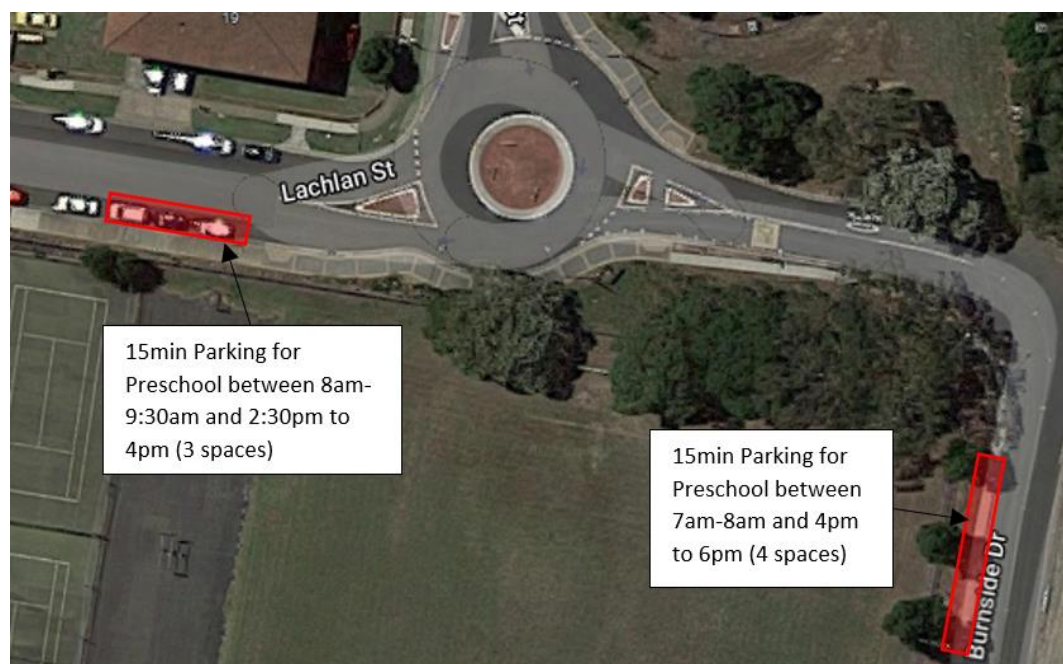 19
Lachlan St
15min Parking for
Preschool between 8am-
9:30am and 2:30pm to
4pm (3 spaces)
15min Parking for
Preschool between
7am-8am and 4pm
to 6pm (4 spaces)
Burnside Dr